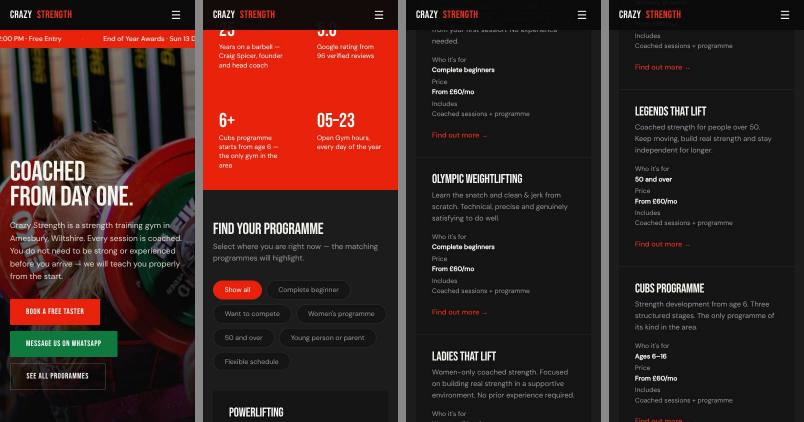 CRAZY STRENGTH
:00 PM · Free Entry
End of Year Awards · Sun 13 D
COACHED
FROM DAY ONE.
Crazy Strength is a strength training gym in
Amesbury, Wiltshire. Every session is coached.
You do not need to be strong or experienced
before you arrive — we will teach you properly
from the start.
BOOK A FREE TASTER
MESSAGE US ON WHATSAPP
SEE ALL PROGRAMMES
CRAZY STRENGTH
25
5.0
Years on a barbell —
Craig Spicer, founder
and head coach
Google rating from
96 verified reviews
6+
05–23
Cubs programme
starts from age 6 —
the only gym in the
area
Open Gym hours,
every day of the year
FIND YOUR PROGRAMME
Select where you are right now — the matching
programmes will highlight.
Show all
Complete beginner
Want to compete
Women's programme
50 and over
Young person or parent
Flexible schedule
POWERLIFTING
CRAZY STRENGTH
from your first session. No experience
needed.
Who it's for
Complete beginners
Price
From £60/mo
Includes
Coached sessions + programme
Find out more →
OLYMPIC WEIGHTLIFTING
Learn the snatch and clean & jerk from
scratch. Technical, precise and genuinely
satisfying to do well.
Who it's for
Complete beginners
Price
From £60/mo
Includes
Coached sessions + programme
Find out more →
LADIES THAT LIFT
Women-only coached strength. Focused
on building real strength in a supportive
environment. No prior experience required.
Who it's for
CRAZY STRENGTH
Includes
Coached sessions + programme
Find out more →
LEGENDS THAT LIFT
Coached strength for people over 50.
Keep moving, build real strength and stay
independent for longer.
Who it's for
50 and over
Price
From £60/mo
Includes
Coached sessions + programme
Find out more →
CUBS PROGRAMME
Strength development from age 6. Three
structured stages. The only programme of
its kind in the area.
Who it's for
Ages 6–16
Price
From £60/mo
Includes
Coached sessions + programme
Find out more →